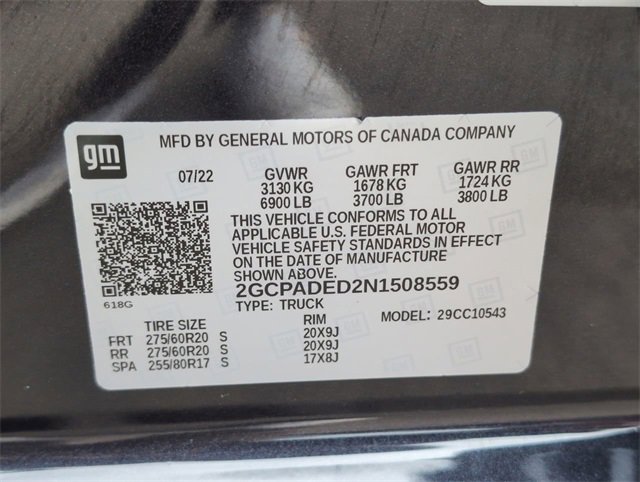 gm
MFD BY GENERAL MOTORS OF CANADA COMPANY
07/22 GVWR GAWR FRT GAWR RR
3130 KG 1678 KG 1724 KG
6900 LB 3700 LB 3800 LB
THIS VEHICLE CONFORMS TO ALL
APPLICABLE U.S. FEDERAL MOTOR
VEHICLE SAFETY STANDARDS IN EFFECT
ON THE DATE OF MANUFACTURE
SHOWN ABOVE.
618G
2GCPADED2N1508559
TYPE: TRUCK
TIRE SIZE RIM MODEL: 29CC10543
FRT 275/60R20 S 20X9J
RR 275/60R20 S 20X9J
SPA 255/80R17 S 17X8J